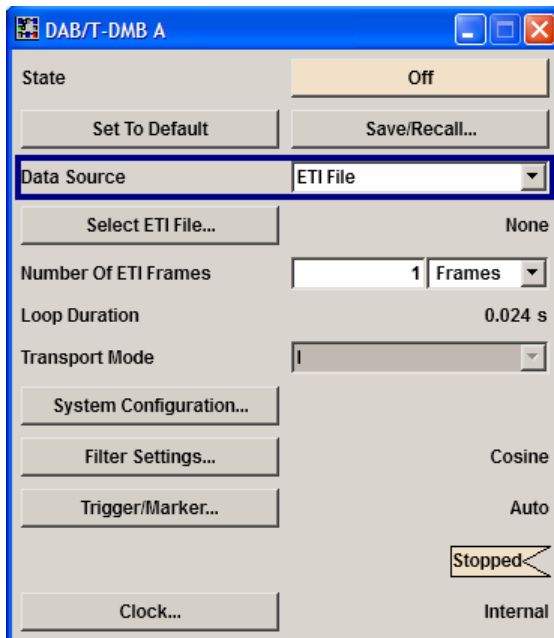 DAB/T-DMB A
State Off
Set To Default Save/Recall...
Data Source ETI File
Select ETI File... None
Number Of ETI Frames 1 Frames
Loop Duration 0.024 s
Transport Mode I
System Configuration...
Filter Settings... Cosine
Trigger/Marker... Auto
Stopped
Clock... Internal